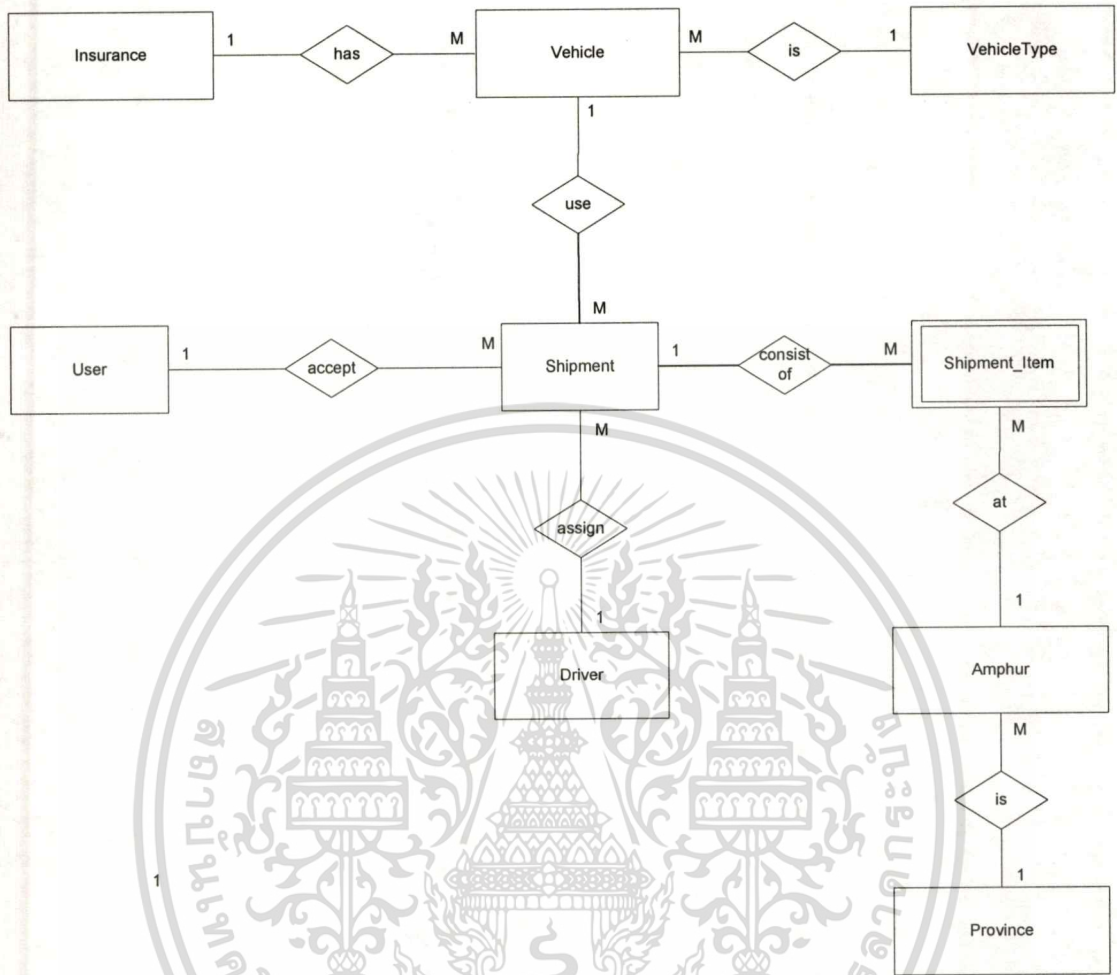 Insurance
1
has
M
Vehicle
M
is
1
VehicleType
1
use
M
User
1
accept
M
Shipment
1
consist
of
M
Shipment_Item
M
M
at
assign
1
1
Driver
Amphur
M
is
1
1
Province